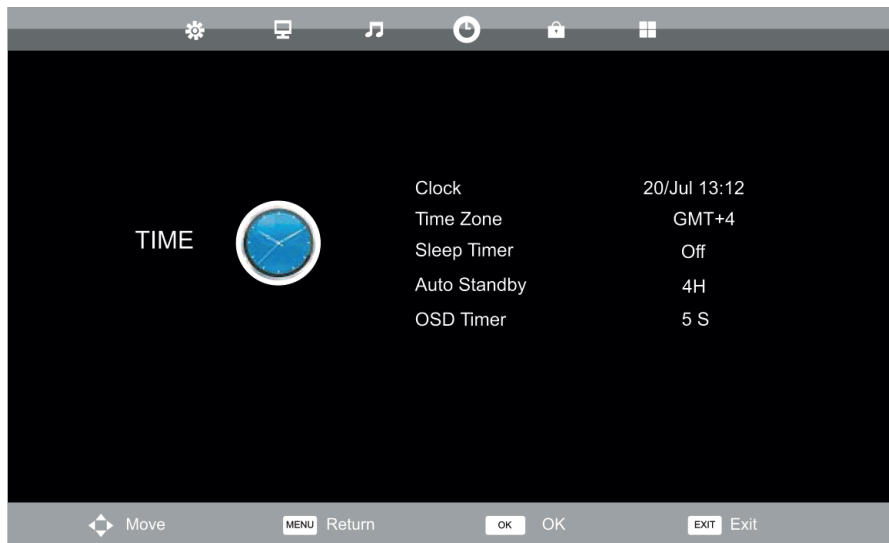 TIME
Clock 20/Jul 13:12
Time Zone GMT+4
Sleep Timer Off
Auto Standby 4H
OSD Timer 5 S
Move MENU Return OK OK EXIT Exit